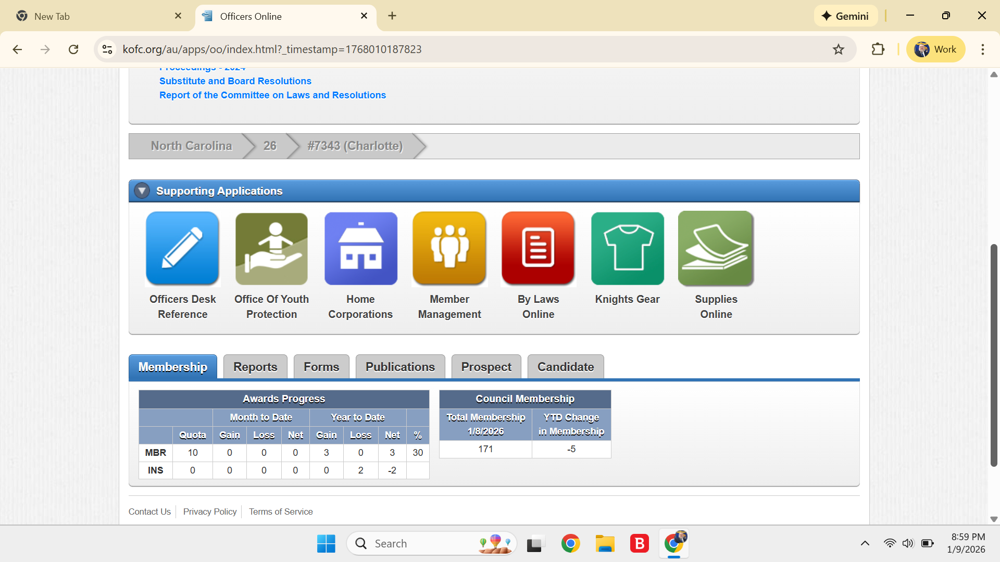 New Tab
Officers Online
Gemini
kofc.org/au/apps/oo/index.html?_timestamp=1768010187823
Work
Proceedings - 2024
Substitute and Board Resolutions
Report of the Committee on Laws and Resolutions
North Carolina 26 #7343 (Charlotte)
Supporting Applications
Officers Desk Reference
Office Of Youth Protection
Home Corporations
Member Management
By Laws Online
Knights Gear
Supplies Online
Membership Reports Forms Publications Prospect Candidate
Awards Progress
Month to Date Year to Date
Quota Gain Loss Net Gain Loss Net %
MBR 10 0 0 0 3 0 3 30
INS 0 0 0 0 0 2 -2
Council Membership
Total Membership 1/8/2026 YTD Change in Membership
171 -5
Contact Us Privacy Policy Terms of Service
Search
B
8:59 PM
1/9/2026